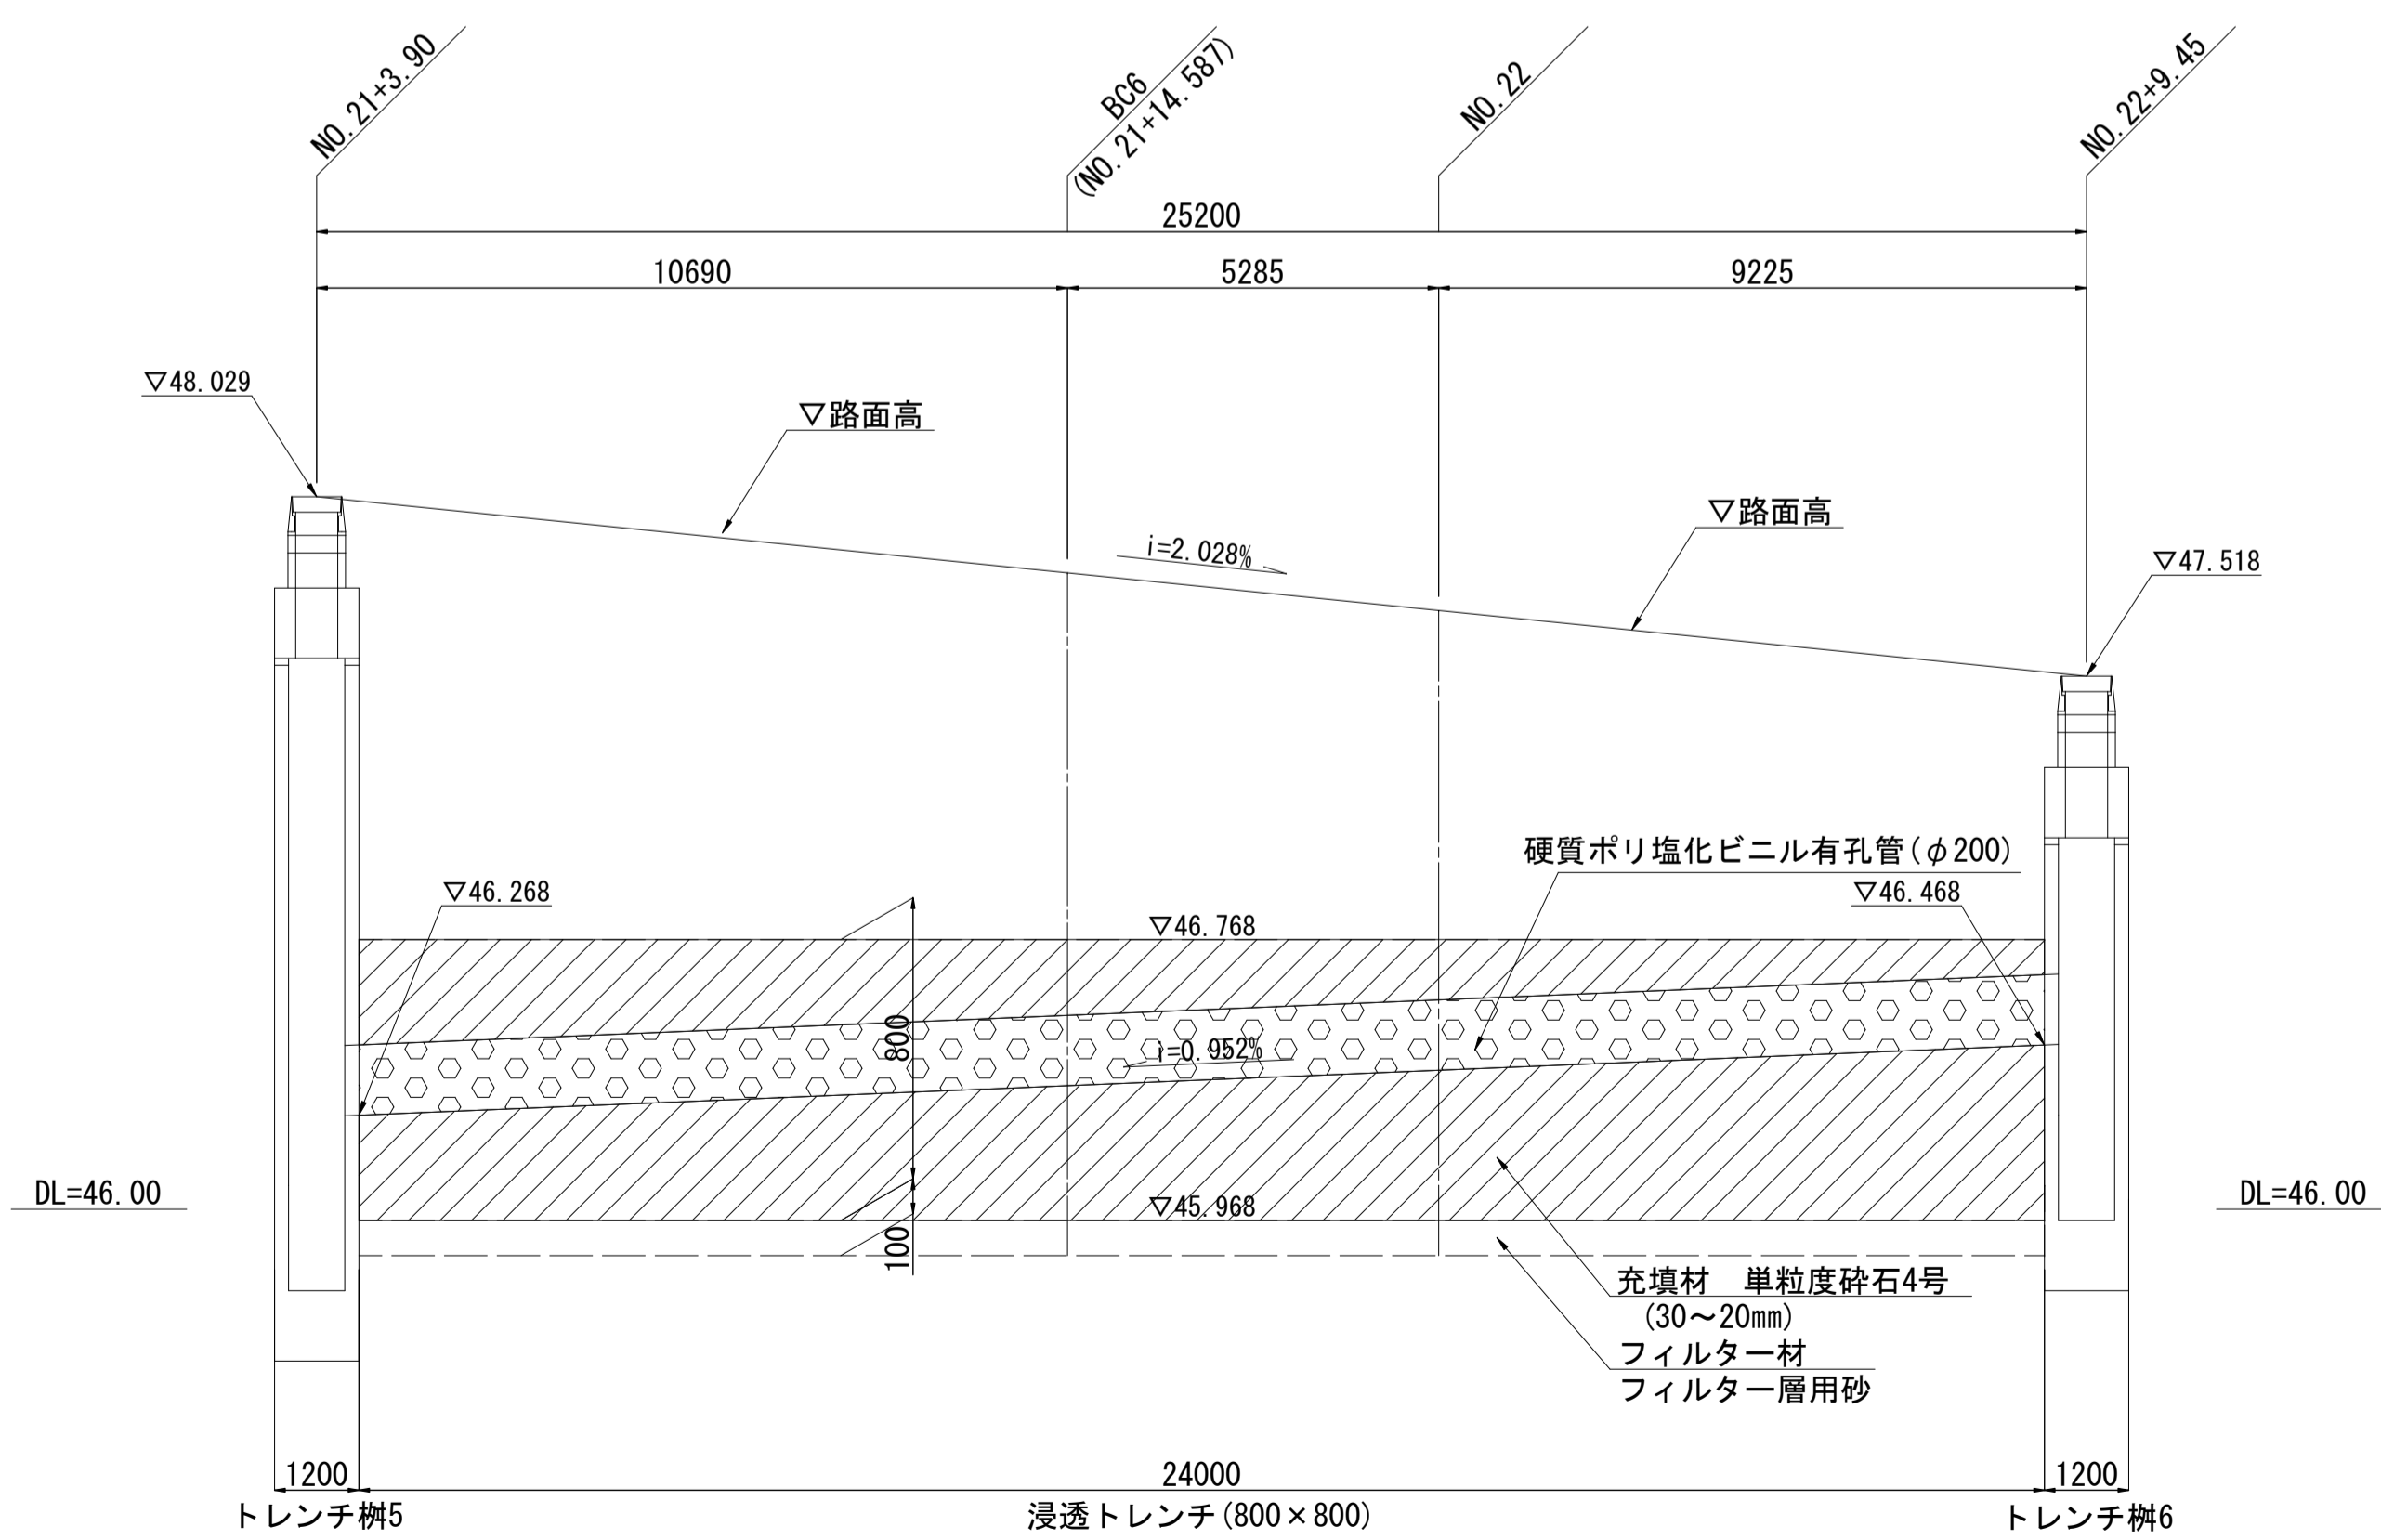 NO.21+3.90
BC6
(NO.21+14.587)
NO.22
NO.22+9.45
25200
10690
5285
9225
▽48.029
▽路面高
▽路面高
i=2.028%
▽47.518
硬質ポリ塩化ビニル有孔管(φ200)
▽46.268
▽46.468
▽46.768
800
i=0.952%
DL=46.00
▽45.968
DL=46.00
100
充填材　単粒度砕石4号
(30～20mm)
フィルター材
フィルター層用砂
1200
24000
1200
トレンチ桝5
浸透トレンチ(800×800)
トレンチ桝6